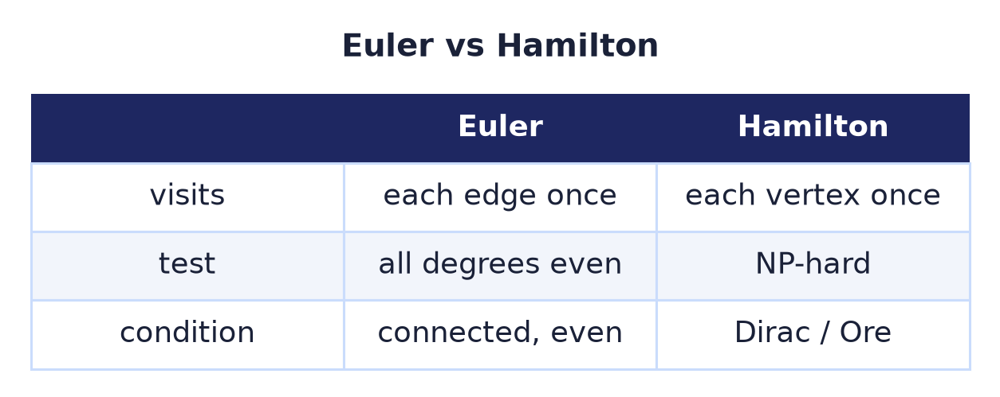 Euler vs Hamilton
Euler Hamilton
visits each edge once each vertex once
test all degrees even NP-hard
condition connected, even Dirac / Ore